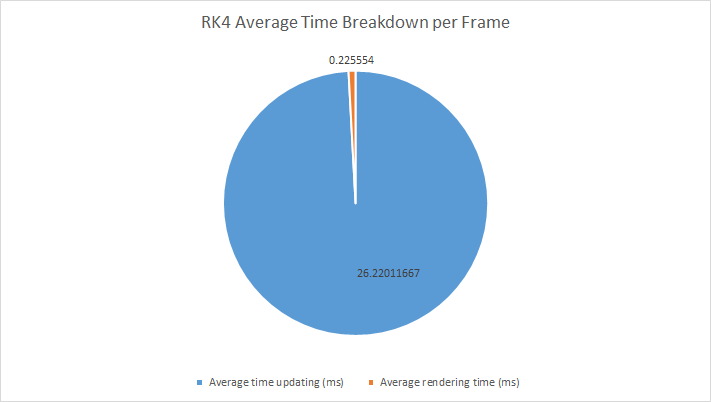 RK4 Average Time Breakdown per Frame
0.225554
26.22011667
Average time updating (ms) Average rendering time (ms)